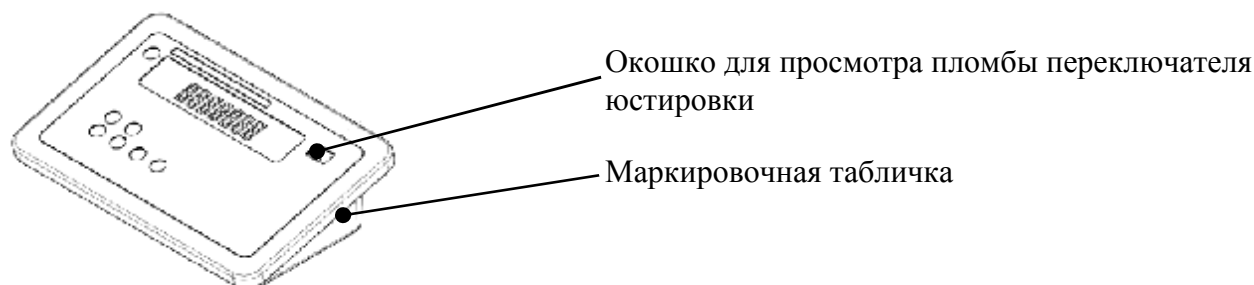 Окошко для просмотра пломбы переключателя
юстировки
Маркировочная табличка